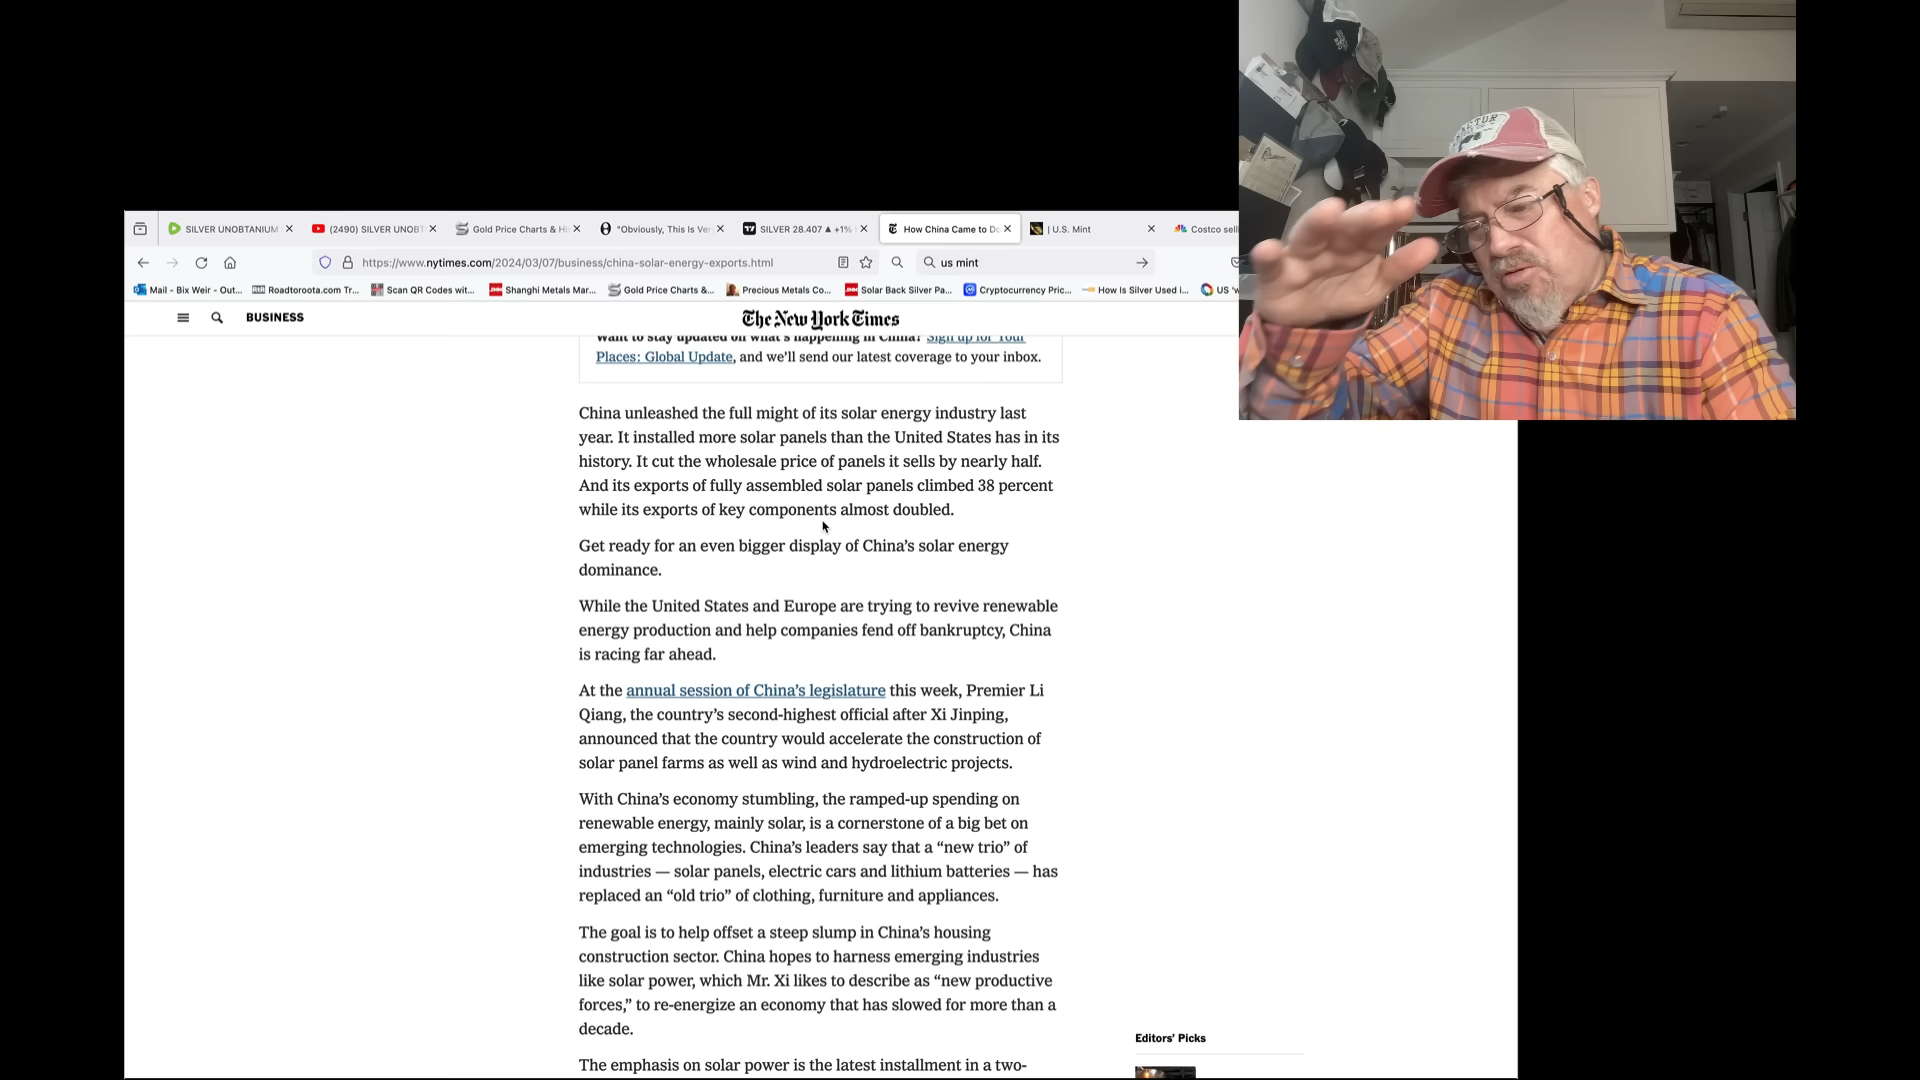 SILVER UNOBTANIUM
(2490) SILVER UNOBT
Gold Price Charts & Hi
"Obviously, This Is Ver
SILVER 28.407 ▲ +1%
How China Came to Do
| U.S. Mint
Costco sell
https://www.nytimes.com/2024/03/07/business/china-solar-energy-exports.html
us mint
Mail - Bix Weir - Out...
Roadtoroota.com Tr...
Scan QR Codes wit...
Shanghi Metals Mar...
Gold Price Charts &...
Precious Metals Co...
Solar Back Silver Pa...
Cryptocurrency Pric...
How Is Silver Used i...
US 'w
BUSINESS
The New York Times
Want to stay updated on what's happening in China? Sign up for Your
Places: Global Update, and we'll send our latest coverage to your inbox.
China unleashed the full might of its solar energy industry last
year. It installed more solar panels than the United States has in its
history. It cut the wholesale price of panels it sells by nearly half.
And its exports of fully assembled solar panels climbed 38 percent
while its exports of key components almost doubled.
Get ready for an even bigger display of China's solar energy
dominance.
While the United States and Europe are trying to revive renewable
energy production and help companies fend off bankruptcy, China
is racing far ahead.
At the annual session of China's legislature this week, Premier Li
Qiang, the country's second-highest official after Xi Jinping,
announced that the country would accelerate the construction of
solar panel farms as well as wind and hydroelectric projects.
With China's economy stumbling, the ramped-up spending on
renewable energy, mainly solar, is a cornerstone of a big bet on
emerging technologies. China's leaders say that a “new trio” of
industries — solar panels, electric cars and lithium batteries — has
replaced an “old trio” of clothing, furniture and appliances.
The goal is to help offset a steep slump in China's housing
construction sector. China hopes to harness emerging industries
like solar power, which Mr. Xi likes to describe as “new productive
forces,” to re-energize an economy that has slowed for more than a
decade.
Editors' Picks
The emphasis on solar power is the latest installment in a two-